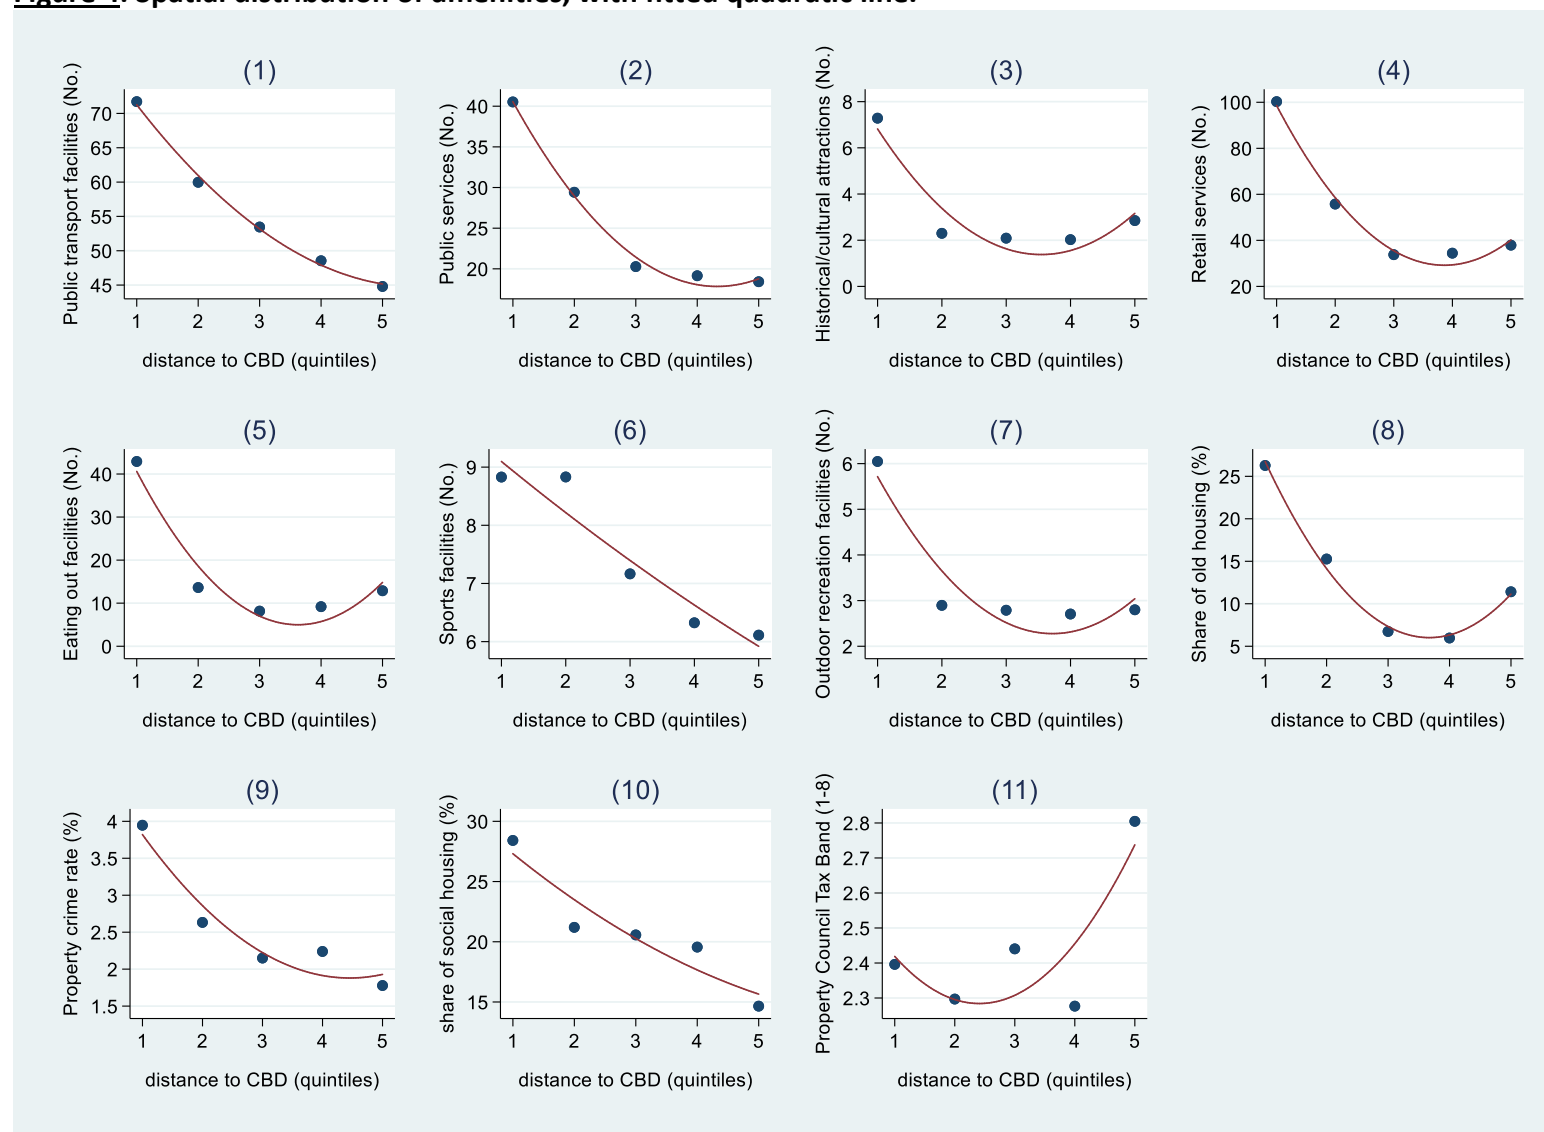 Figure 4: Spatial distribution of amenities, with fitted quadratic line.
(1)
Public transport facilities (No.)
70
65
60
55
50
45
1 2 3 4 5
distance to CBD (quintiles)
(2)
Public services (No.)
40
35
30
25
20
1 2 3 4 5
distance to CBD (quintiles)
(3)
Historical/cultural attractions (No.)
8
6
4
2
0
1 2 3 4 5
distance to CBD (quintiles)
(4)
Retail services (No.)
100
80
60
40
20
1 2 3 4 5
distance to CBD (quintiles)
(5)
Eating out facilities (No.)
40
30
20
10
0
1 2 3 4 5
distance to CBD (quintiles)
(6)
Sports facilities (No.)
9
8
7
6
1 2 3 4 5
distance to CBD (quintiles)
(7)
Outdoor recreation facilities (No.)
6
5
4
3
2
1 2 3 4 5
distance to CBD (quintiles)
(8)
Share of old housing (%)
25
20
15
10
5
1 2 3 4 5
distance to CBD (quintiles)
(9)
Property crime rate (%)
4
3.5
3
2.5
2
1.5
1 2 3 4 5
distance to CBD (quintiles)
(10)
share of social housing (%)
30
25
20
15
1 2 3 4 5
distance to CBD (quintiles)
(11)
Property Council Tax Band (1-8)
2.8
2.7
2.6
2.5
2.4
2.3
1 2 3 4 5
distance to CBD (quintiles)